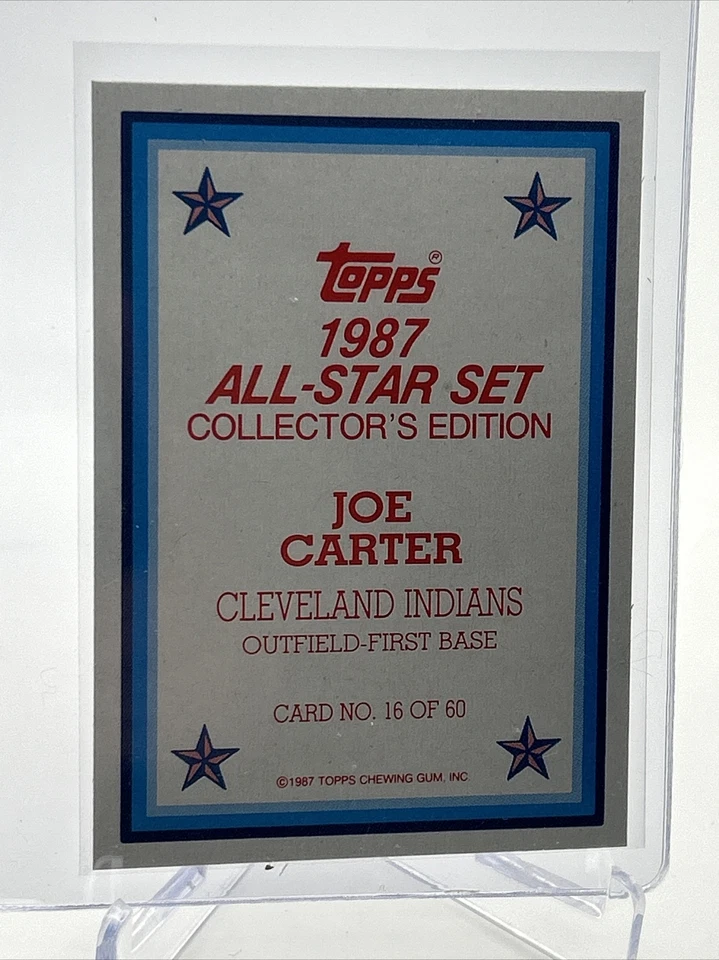 Topps®
1987
ALL-STAR SET
COLLECTOR'S EDITION
JOE
CARTER
CLEVELAND INDIANS
OUTFIELD-FIRST BASE
CARD NO. 16 OF 60
©1987 TOPPS CHEWING GUM, INC.